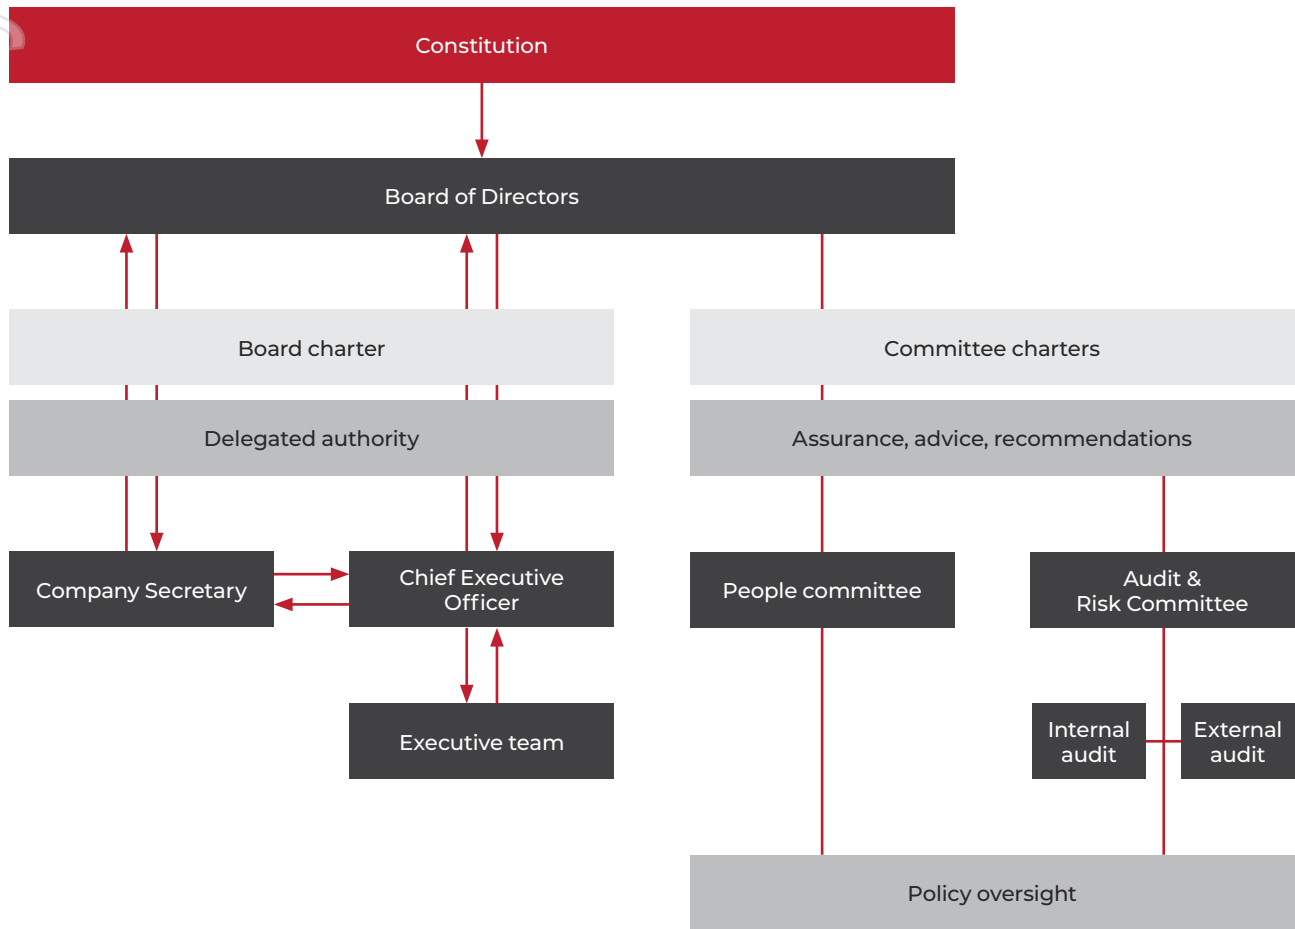 Constitution
Board of Directors
Board charter
Committee charters
Delegated authority
Assurance, advice, recommendations
Company Secretary
Chief Executive
Officer
People committee
Audit &
Risk Committee
Executive team
Internal
audit
External
audit
Policy oversight